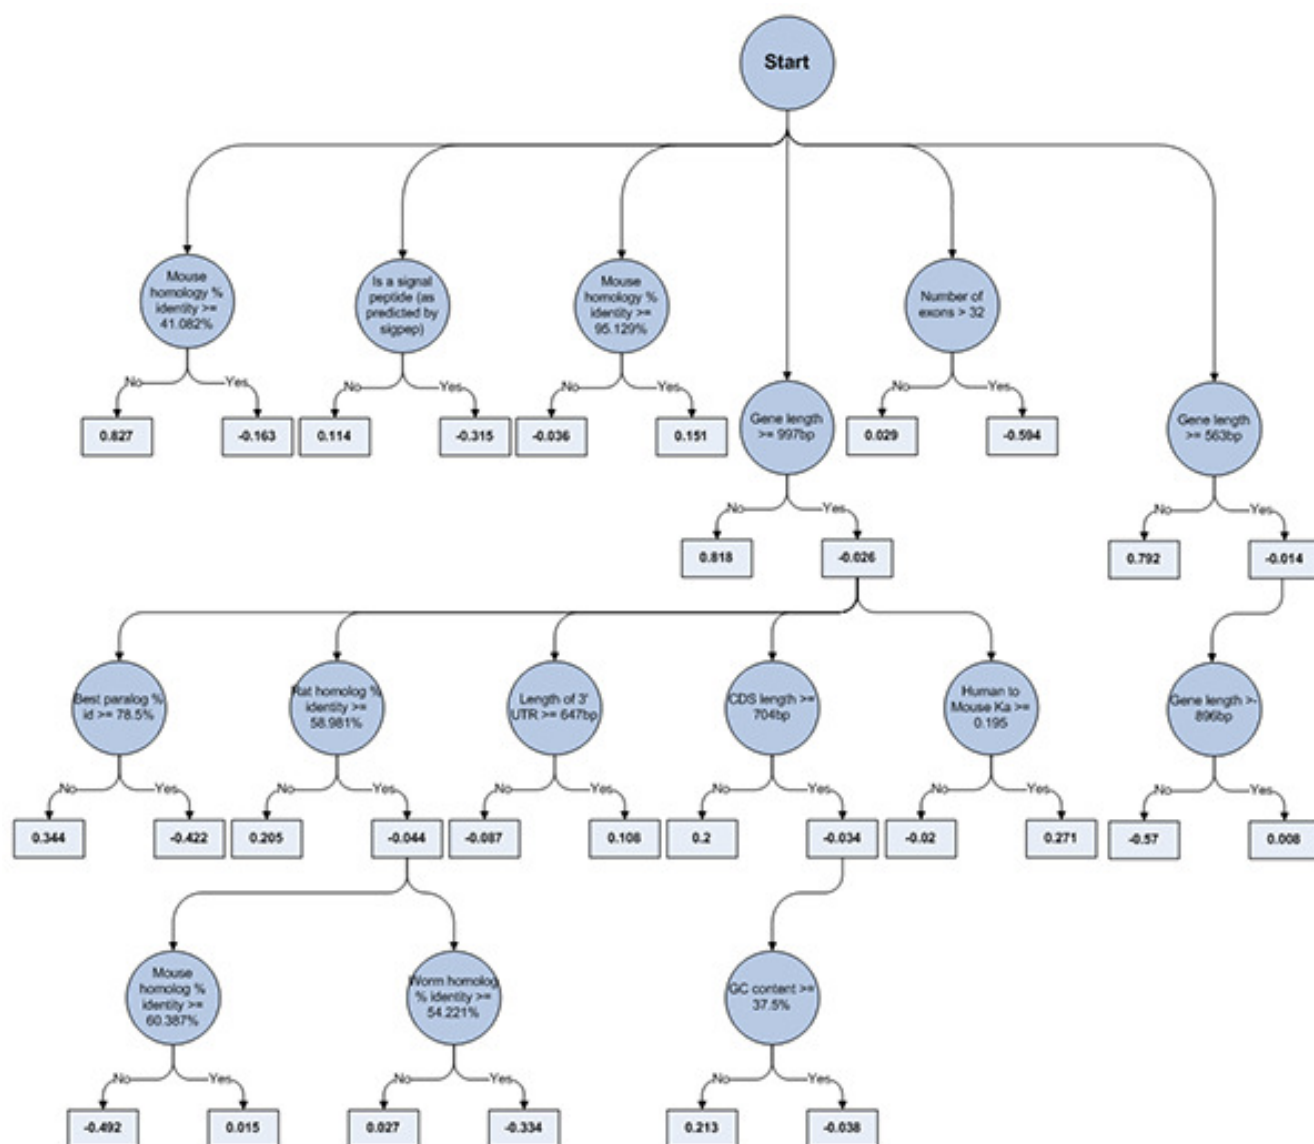 Start
Mouse
homology %
identity >=
41.082%
Is a signal
peptide (as
predicted by
sigpep)
Mouse
homology %
identity >=
95.129%
Number of
exons > 32
No
Yes
No
Yes
No
Yes
No
Yes
0.827
-0.163
0.114
-0.315
-0.036
0.151
0.029
-0.594
Gene length
>= 997bp
Gene length
>= 563bp
No
Yes
No
Yes
0.818
-0.026
0.792
-0.014
Best paralog %
id >= 78.5%
Rat homolog %
identity >=
58.981%
Length of 3'
UTR >= 647bp
CDS length >=
704bp
Human to
Mouse Ka >=
0.195
Gene length >-
896bp
No
Yes
No
Yes
No
Yes
No
Yes
No
Yes
No
Yes
0.344
-0.422
0.205
-0.044
-0.087
0.108
0.2
-0.034
-0.02
0.271
-0.57
0.008
Mouse
homolog %
identity >=
60.387%
Worm homolog
% identity >=
54.221%
GC content >=
37.5%
No
Yes
No
Yes
No
Yes
-0.492
0.015
0.027
-0.334
0.213
-0.038